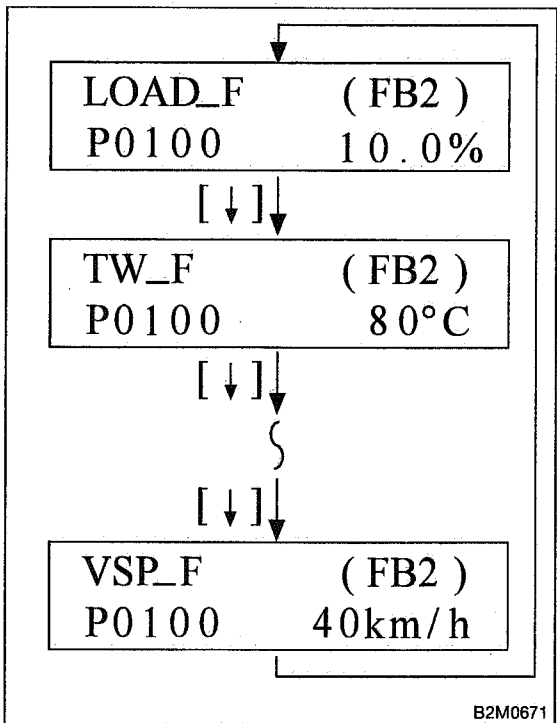 LOAD_F (FB2)
P0100 10.0%
[↓]
TW_F (FB2)
P0100 80°C
[↓]
[↓]
VSP_F (FB2)
P0100 40km/h
B2M0671